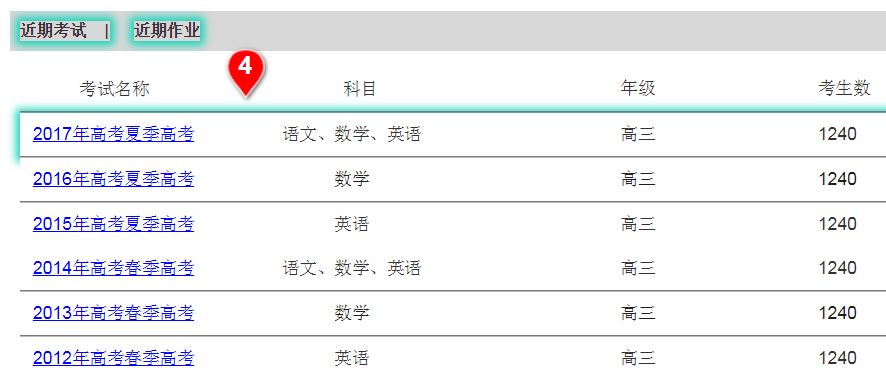 近期考试 | 近期作业
4
考试名称 科目 年级 考生数
2017年高考夏季高考 语文、数学、英语 高三 1240
2016年高考夏季高考 数学 高三 1240
2015年高考夏季高考 英语 高三 1240
2014年高考春季高考 语文、数学、英语 高三 1240
2013年高考春季高考 数学 高三 1240
2012年高考春季高考 英语 高三 1240